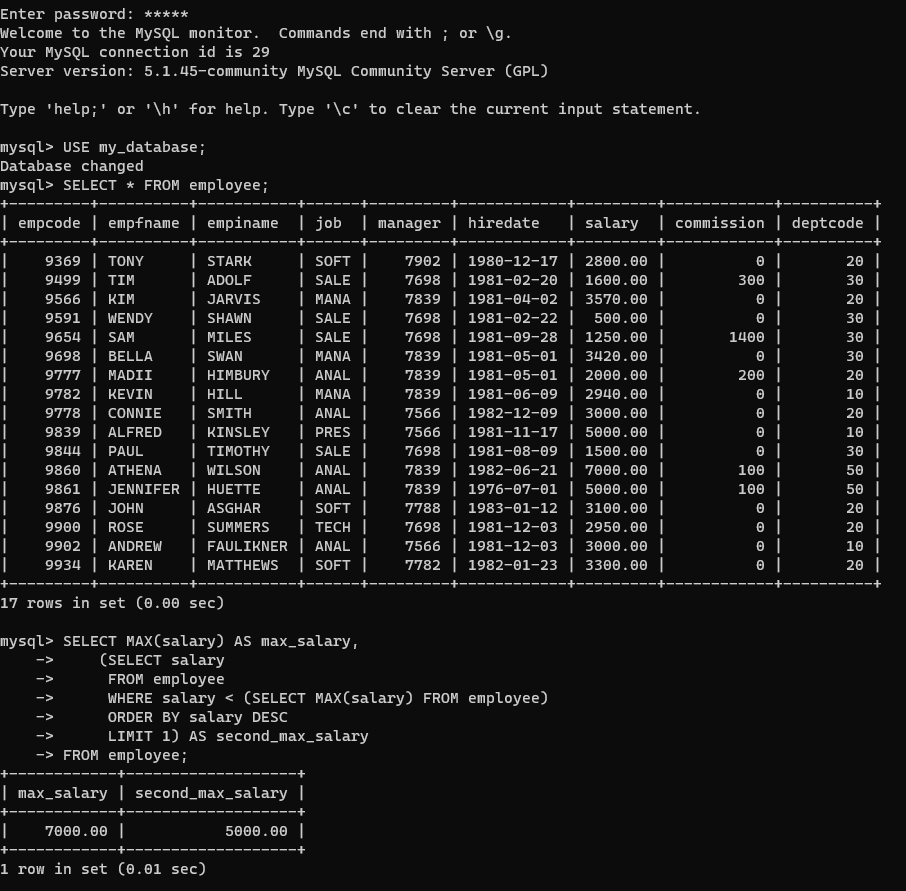 Enter password: *****
Welcome to the MySQL monitor.  Commands end with ; or \g.
Your MySQL connection id is 29
Server version: 5.1.45-community MySQL Community Server (GPL)

Type 'help;' or '\h' for help. Type '\c' to clear the current input statement.

mysql> USE my_database;
Database changed
mysql> SELECT * FROM employee;
+---------+----------+-----------+------+---------+------------+---------+------------+----------+
| empcode | empfname | empiname  | job  | manager | hiredate   | salary  | commission | deptcode |
+---------+----------+-----------+------+---------+------------+---------+------------+----------+
|    9369 | TONY     | STARK     | SOFT |    7902 | 1980-12-17 | 2800.00 |          0 |       20 |
|    9499 | TIM      | ADOLF     | SALE |    7698 | 1981-02-20 | 1600.00 |        300 |       30 |
|    9566 | KIM      | JARVIS    | MANA |    7839 | 1981-04-02 | 3570.00 |          0 |       20 |
|    9591 | WENDY    | SHAWN     | SALE |    7698 | 1981-02-22 |  500.00 |          0 |       30 |
|    9654 | SAM      | MILES     | SALE |    7698 | 1981-09-28 | 1250.00 |       1400 |       30 |
|    9698 | BELLA    | SWAN      | MANA |    7839 | 1981-05-01 | 3420.00 |          0 |       30 |
|    9777 | MADII    | HIMBURY   | ANAL |    7839 | 1981-05-01 | 2000.00 |        200 |       20 |
|    9782 | KEVIN    | HILL      | MANA |    7839 | 1981-06-09 | 2940.00 |          0 |       10 |
|    9778 | CONNIE   | SMITH     | ANAL |    7566 | 1982-12-09 | 3000.00 |          0 |       20 |
|    9839 | ALFRED   | KINSLEY   | PRES |    7566 | 1981-11-17 | 5000.00 |          0 |       10 |
|    9844 | PAUL     | TIMOTHY   | SALE |    7698 | 1981-08-09 | 1500.00 |          0 |       30 |
|    9860 | ATHENA   | WILSON    | ANAL |    7839 | 1982-06-21 | 7000.00 |        100 |       50 |
|    9861 | JENNIFER | HUETTE    | ANAL |    7839 | 1976-07-01 | 5000.00 |        100 |       50 |
|    9876 | JOHN     | ASGHAR    | SOFT |    7788 | 1983-01-12 | 3100.00 |          0 |       20 |
|    9900 | ROSE     | SUMMERS   | TECH |    7698 | 1981-12-03 | 2950.00 |          0 |       20 |
|    9902 | ANDREW   | FAULIKNER | ANAL |    7566 | 1981-12-03 | 3000.00 |          0 |       10 |
|    9934 | KAREN    | MATTHEWS  | SOFT |    7782 | 1982-01-23 | 3300.00 |          0 |       20 |
+---------+----------+-----------+------+---------+------------+---------+------------+----------+
17 rows in set (0.00 sec)

mysql> SELECT MAX(salary) AS max_salary,
    ->     (SELECT salary
    ->      FROM employee
    ->      WHERE salary < (SELECT MAX(salary) FROM employee)
    ->      ORDER BY salary DESC
    ->      LIMIT 1) AS second_max_salary
    -> FROM employee;
+------------+-------------------+
| max_salary | second_max_salary |
+------------+-------------------+
|    7000.00 |           5000.00 |
+------------+-------------------+
1 row in set (0.01 sec)